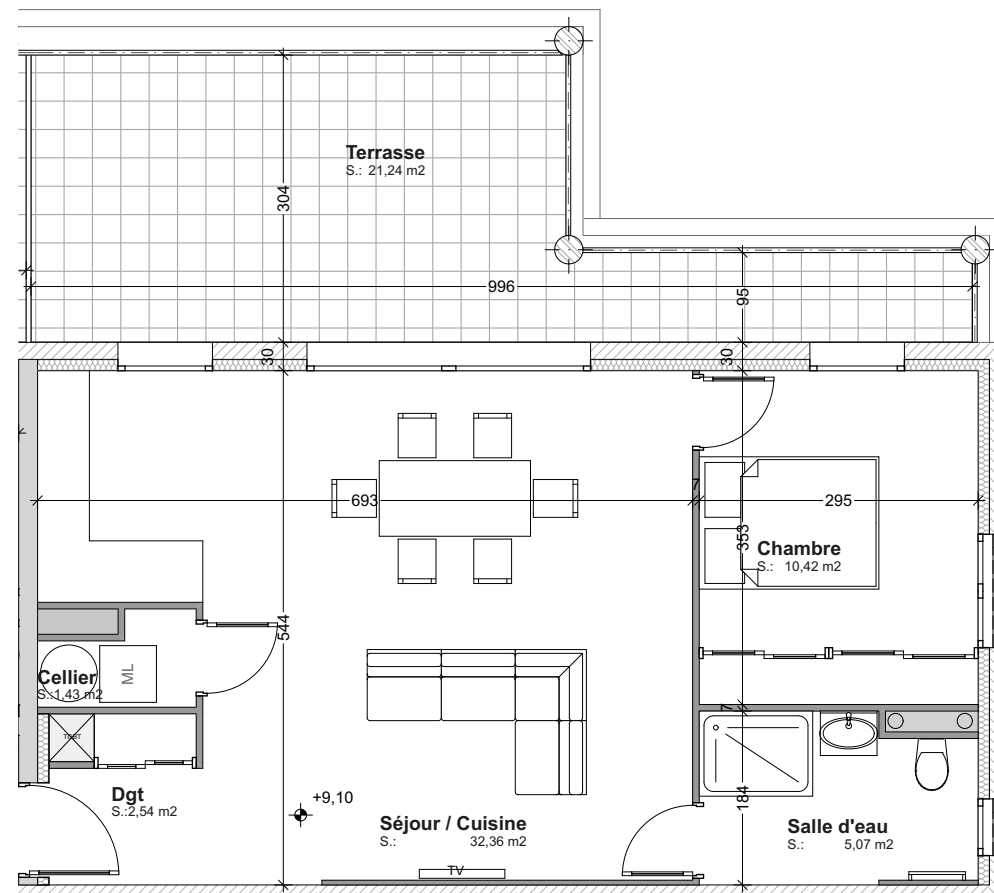 Terrasse
S.: 21,24 m2
304
996
95
30
30
693
7
295
353
Chambre
S.: 10,42 m2
544
ML
Cellier
S.:1,43 m2
7
TGBT
Dgt
S.:2,54 m2
+9,10
184
Séjour / Cuisine
S.: 32,36 m2
Salle d'eau
S.: 5,07 m2
TV